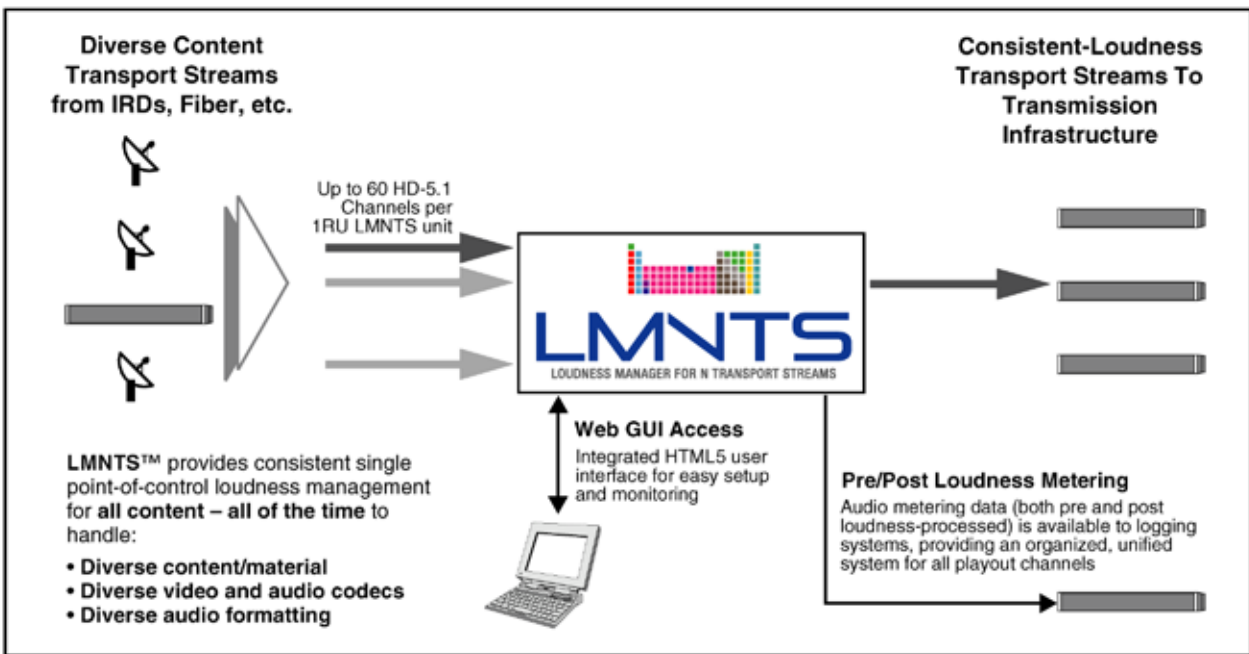 Diverse Content
Transport Streams
from IRDs, Fiber, etc.
Consistent-Loudness
Transport Streams To
Transmission
Infrastructure
Up to 60 HD-5.1
Channels per
1RU LMNTS unit
LMNTS
LOUDNESS MANAGER FOR N TRANSPORT STREAMS
LMNTS™ provides consistent single
point-of-control loudness management
for all content – all of the time to
handle:
• Diverse content/material
• Diverse video and audio codecs
• Diverse audio formatting
Web GUI Access
Integrated HTML5 user
interface for easy setup
and monitoring
Pre/Post Loudness Metering
Audio metering data (both pre and post
loudness-processed) is available to logging
systems, providing an organized, unified
system for all playout channels